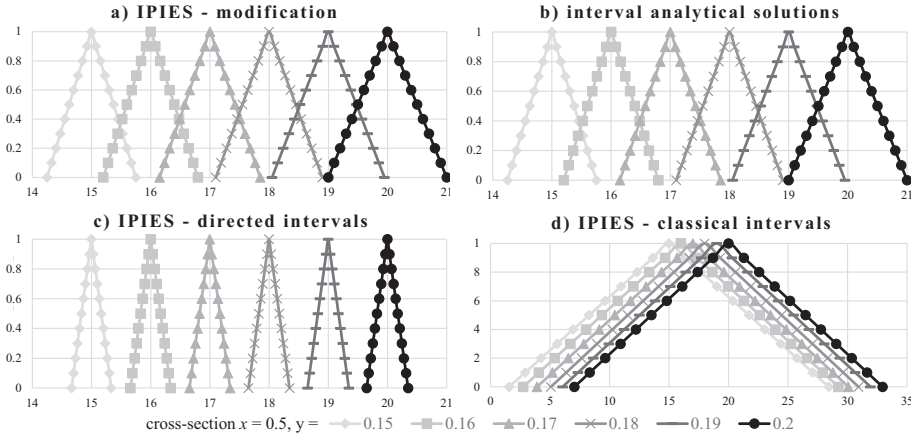 a) IPIES - modification
b) interval analytical solutions
1
0.8
0.6
0.4
0.2
0
14 15 16 17 18 19 20 21
1
0.8
0.6
0.4
0.2
0
14 15 16 17 18 19 20 21
c) IPIES - directed intervals
d) IPIES - classical intervals
1
0.8
0.6
0.4
0.2
0
14 15 16 17 18 19 20 21
1
8
6
4
2
0
0 5 10 15 20 25 30 35
cross-section x = 0.5, y = 0.15 0.16 0.17 0.18 0.19 0.2